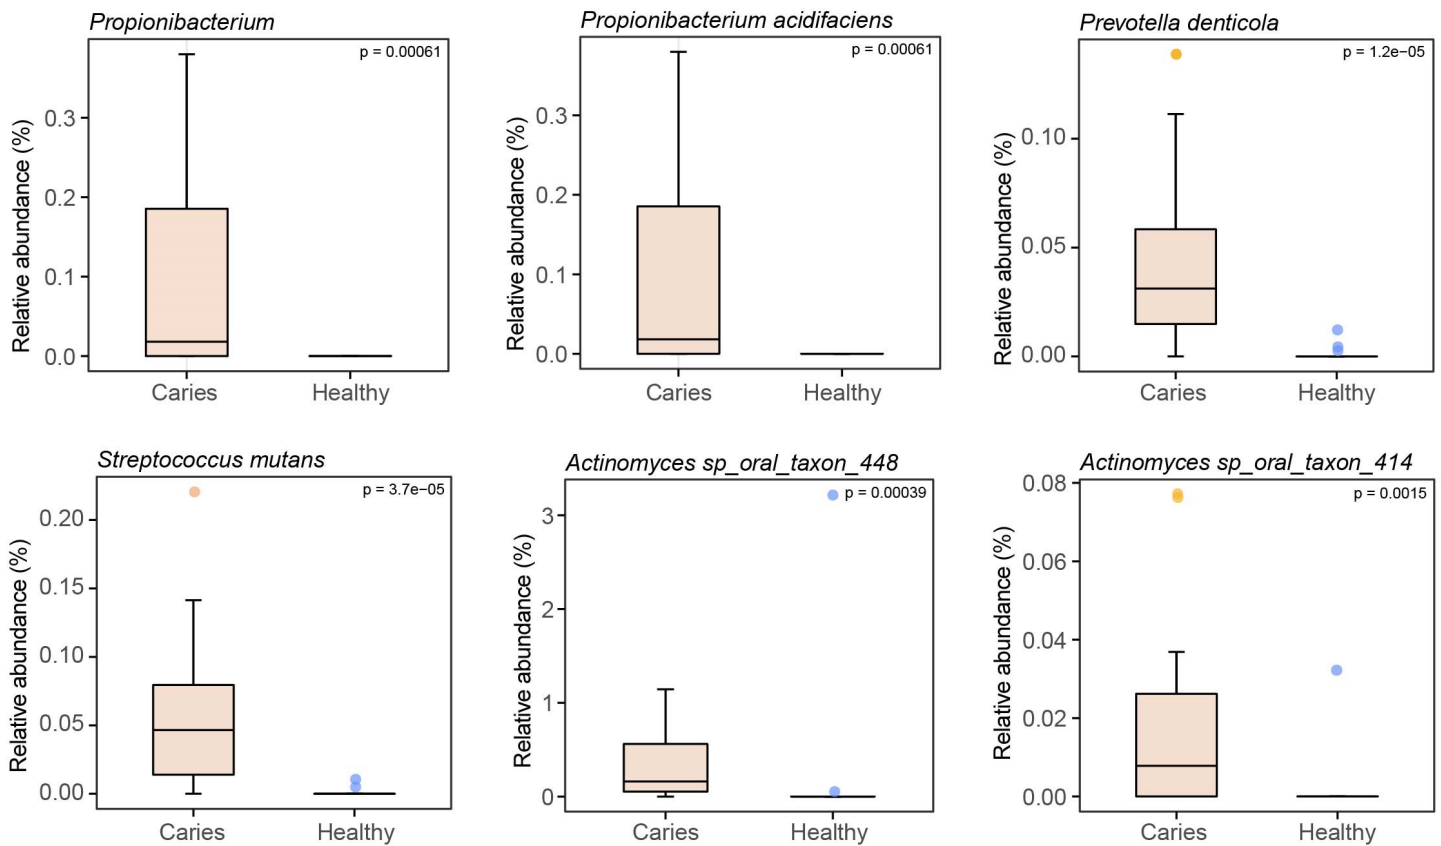 Propionibacterium
p = 0.00061
Relative abundance (%)
0.3
0.2
0.1
0.0
Caries Healthy
Propionibacterium acidifaciens
p = 0.00061
Relative abundance (%)
0.3
0.2
0.1
0.0
Caries Healthy
Prevotella denticola
p = 1.2e−05
Relative abundance (%)
0.10
0.05
0.00
Caries Healthy
Streptococcus mutans
p = 3.7e−05
Relative abundance (%)
0.20
0.15
0.10
0.05
0.00
Caries Healthy
Actinomyces sp_oral_taxon_448
p = 0.00039
Relative abundance (%)
3
2
1
0
Caries Healthy
Actinomyces sp_oral_taxon_414
p = 0.0015
Relative abundance (%)
0.08
0.06
0.04
0.02
0.00
Caries Healthy